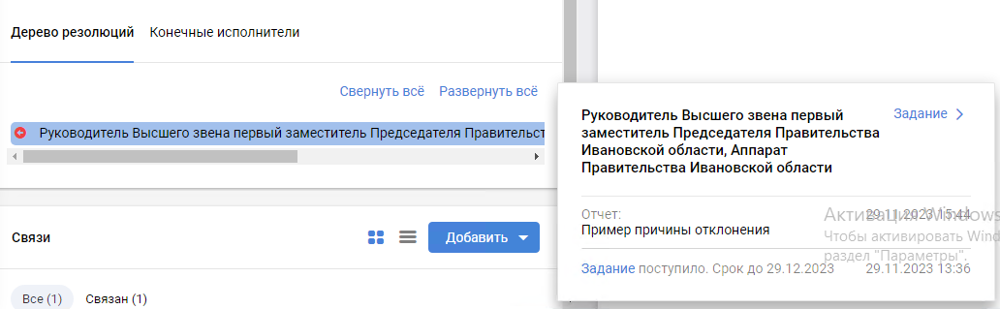 Дерево резолюций Конечные исполнители
Свернуть всё Развернуть всё
Руководитель Высшего звена первый заместитель Председателя Правительст
Связи
Добавить
Все (1) Связан (1)
Руководитель Высшего звена первый
заместитель Председателя Правительства
Ивановской области, Аппарат
Правительства Ивановской области
Задание
Отчет: 29.11.2023 15:44
Пример причины отклонения
Задание поступило. Срок до 29.12.2023 29.11.2023 13:36
Активация Windows
Чтобы активировать Wind
раздел "Параметры".